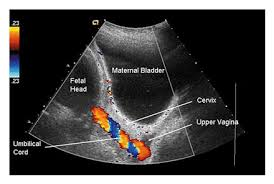 .23
Maternal Bladder
Fetal
Head
Cervix
Upper Vagina
Umbilical
Cord
.23